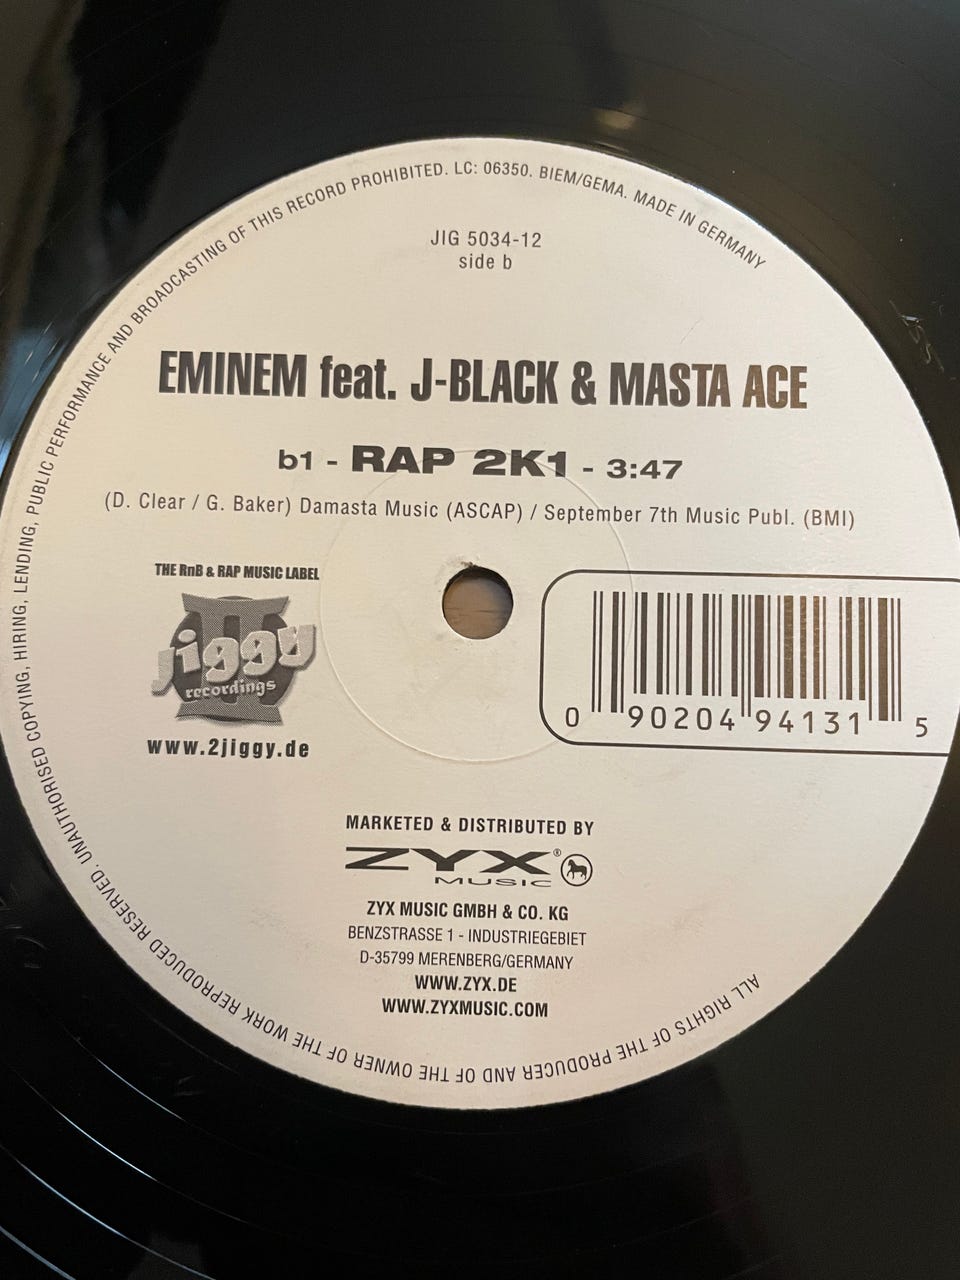 ALL RIGHTS OF THE PRODUCER AND OF THE OWNER OF THE WORK REPRODUCED RESERVED. UNAUTHORISED COPYING, HIRING, LENDING, PUBLIC PERFORMANCE AND BROADCASTING OF THIS RECORD PROHIBITED. LC: 06350. BIEM/GEMA. MADE IN GERMANY
JIG 5034-12
side b
EMINEM feat. J-BLACK & MASTA ACE
b1 - RAP 2K1 - 3:47
(D. Clear / G. Baker) Damasta Music (ASCAP) / September 7th Music Publ. (BMI)
THE RnB & RAP MUSIC LABEL
II
jiggy
recordings
www.2jiggy.de
0 90204 94131 5
MARKETED & DISTRIBUTED BY
ZYX®
MUSIC
ZYX MUSIC GMBH & CO. KG
BENZSTRASSE 1 - INDUSTRIEGEBIET
D-35799 MERENBERG/GERMANY
WWW.ZYX.DE
WWW.ZYXMUSIC.COM